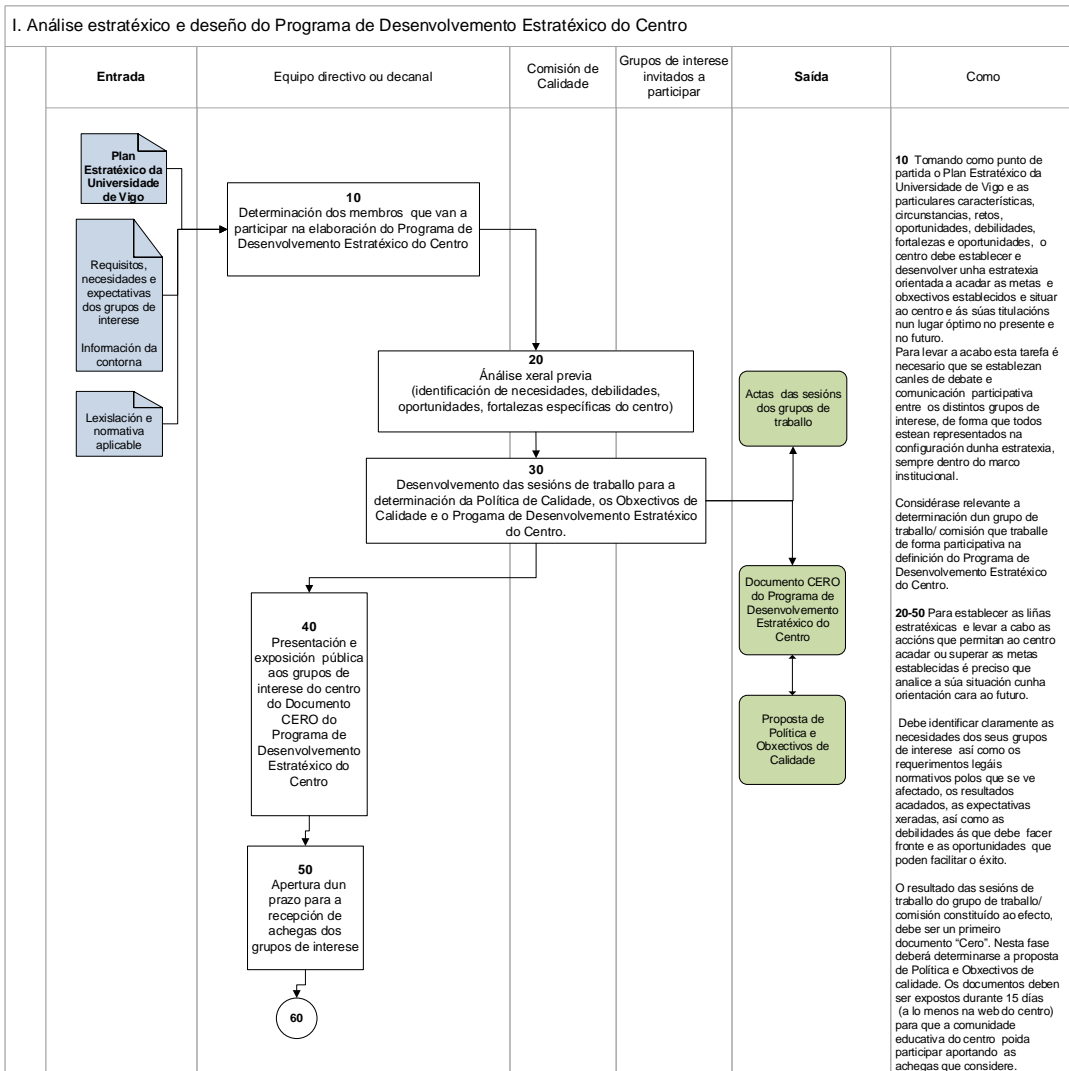 I. Análise estratéxico e deseño do Programa de Desenvolvemento Estratéxico do Centro
Entrada
Equipo directivo ou decanal
Comisión de
Calidade
Grupos de interese
invitados a
participar
Saída
Como
Plan
Estratéxico da
Universidade
de Vigo
Requisitos,
necesidades e
expectativas
dos grupos de
interese
Información da
contorna
Lexislación e
normativa
aplicable
10
Determinación dos membros que van a
participar na elaboración do Programa de
Desenvolvemento Estratéxico do Centro
20
Ánálise xeral previa
(identificación de necesidades, debilidades,
oportunidades, fortalezas específicas do centro)
30
Desenvolvemento das sesións de traballo para a
determinación da Política de Calidade, os Obxectivos de
Calidade e o Progama de Desenvolvemento Estratéxico
do Centro.
40
Presentación e
exposición pública
aos grupos de
interese do centro
do Documento
CERO do
Programa de
Desenvolvemento
Estratéxico do
Centro
50
Apertura dun
prazo para a
recepción de
achegas dos
grupos de interese
60
Actas das sesións
dos grupos de
traballo
Documento CERO
do Programa de
Desenvolvemento
Estratéxico do
Centro
Proposta de
Política e
Obxectivos de
Calidade
10 Tomando como punto de
partida o Plan Estratéxico da
Universidade de Vigo e as
particulares características,
circunstancias, retos,
oportunidades, debilidades,
fortalezas e oportunidades, o
centro debe establecer e
desenvolver unha estratexia
orientada a acadar as metas e
obxectivos establecidos e situar
ao centro e ás súas titulacións
nun lugar óptimo no presente e
no futuro.
Para levar a acabo esta tarefa é
necesario que se establezan
canles de debate e
comunicación participativa
entre os distintos grupos de
interese, de forma que todos
estean representados na
configuración dunha estratexia,
sempre dentro do marco
institucional.
Considérase relevante a
determinación dun grupo de
traballo/ comisión que traballe
de forma participativa na
definición do Programa de
Desenvolvemento Estratéxico
do Centro.
20-50 Para establecer as liñas
estratéxicas e levar a cabo as
accións que permitan ao centro
acadar ou superar as metas
establecidas é preciso que
analice a súa situación cunha
orientación cara ao futuro.
Debe identificar claramente as
necesidades dos seus grupos
de interese así como os
requerimentos legáis
normativos polos que se ve
afectado, os resultados
acadados, as expectativas
xeradas, así como as
debilidades ás que debe facer
fronte e as oportunidades que
poden facilitar o éxito.
O resultado das sesións de
traballo do grupo de traballo/
comisión constituído ao efecto,
debe ser un primeiro
documento “Cero”. Nesta fase
deberá determinarse a proposta
de Política e Obxectivos de
calidade. Os documentos deben
ser expostos durante 15 días
(a lo menos na web do centro)
para que a comunidade
educativa do centro poida
participar aportando as
achegas que considere.